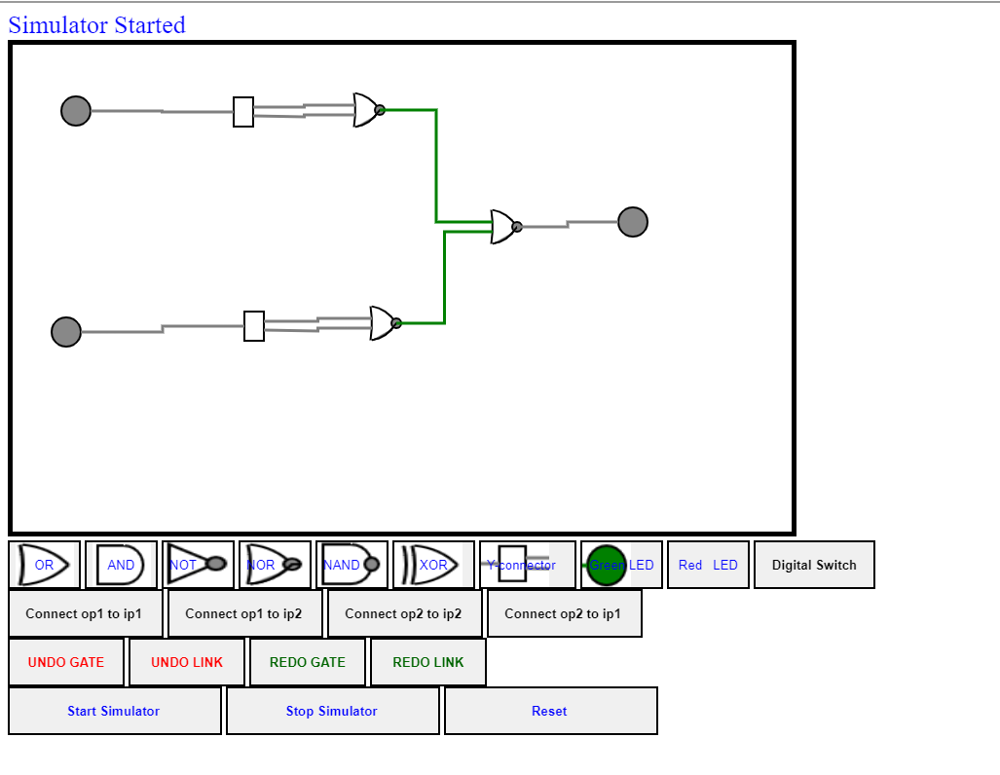 Simulator Started
OR AND NOT NOR NAND XOR Y-connector Green LED Red LED Digital Switch
Connect op1 to ip1 Connect op1 to ip2 Connect op2 to ip2 Connect op2 to ip1
UNDO GATE UNDO LINK REDO GATE REDO LINK
Start Simulator Stop Simulator Reset